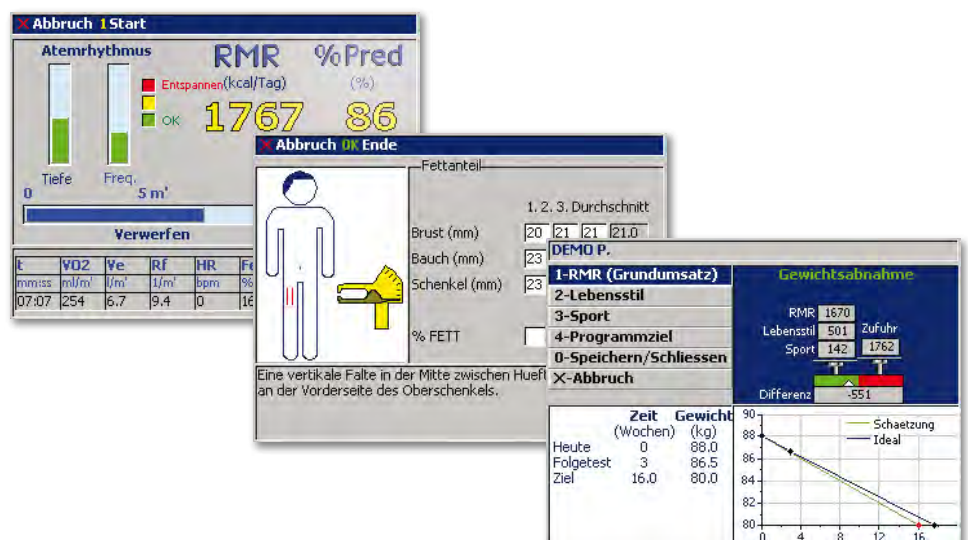 X Abbruch 1 Start
Atemrhythmus
RMR %Pred
Entspannen (kcal/Tag) (%)
OK 1767 86
Tiefe Freq.
0 5 m'
Verwerfen
t VO2 Ve Rf HR Fe
mm:ss ml/m' l/m' 1/m' bpm %
07:07 254 6.7 9.4 0 16
X Abbruch OK Ende
Fettanteil
1. 2. 3. Durchschnitt
Brust (mm) 20 21 21 21.0
Bauch (mm) 23
Schenkel (mm) 23
% FETT
Eine vertikale Falte in der Mitte zwischen Hueft
an der Vorderseite des Oberschenkels.
DEMO P.
1-RMR (Grundumsatz)
2-Lebensstil
3-Sport
4-Programmziel
0-Speichern/Schliessen
X-Abbruch
Gewichtsabnahme
RMR 1670
Lebensstil 501 Zufuhr
Sport 142 1762
Differenz -551
Zeit Gewicht
(Wochen) (kg)
Heute 0 88.0
Folgetest 3 86.5
Ziel 16.0 80.0
90
88
86
84
82
80
0 4 8 12 16
Schaetzung
Ideal